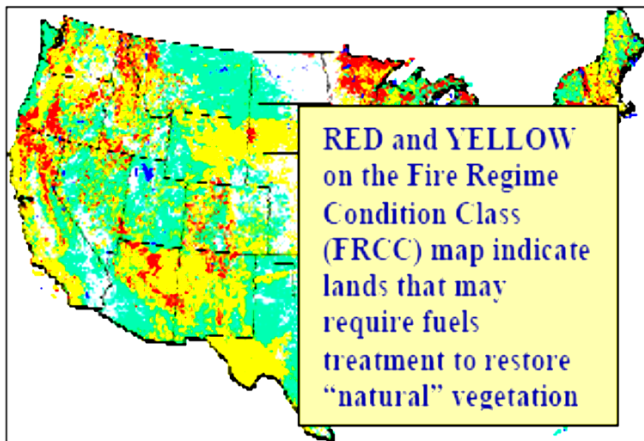 RED and YELLOW
on the Fire Regime
Condition Class
(FRCC) map indicate
lands that may
require fuels
treatment to restore
“natural” vegetation